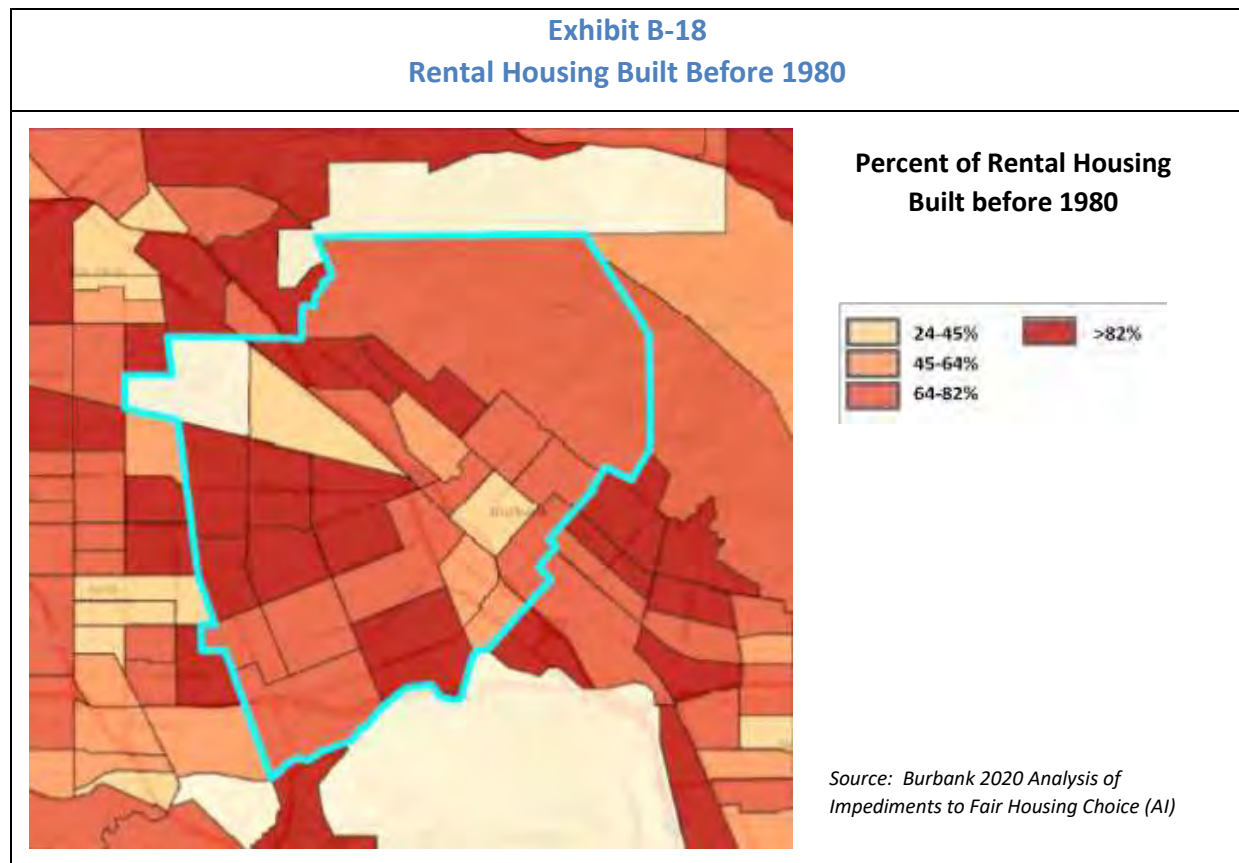 Exhibit B-18
Rental Housing Built Before 1980
Percent of Rental Housing
Built before 1980
24-45%
>82%
45-64%
64-82%
Burbank
Source: Burbank 2020 Analysis of
Impediments to Fair Housing Choice (AI)